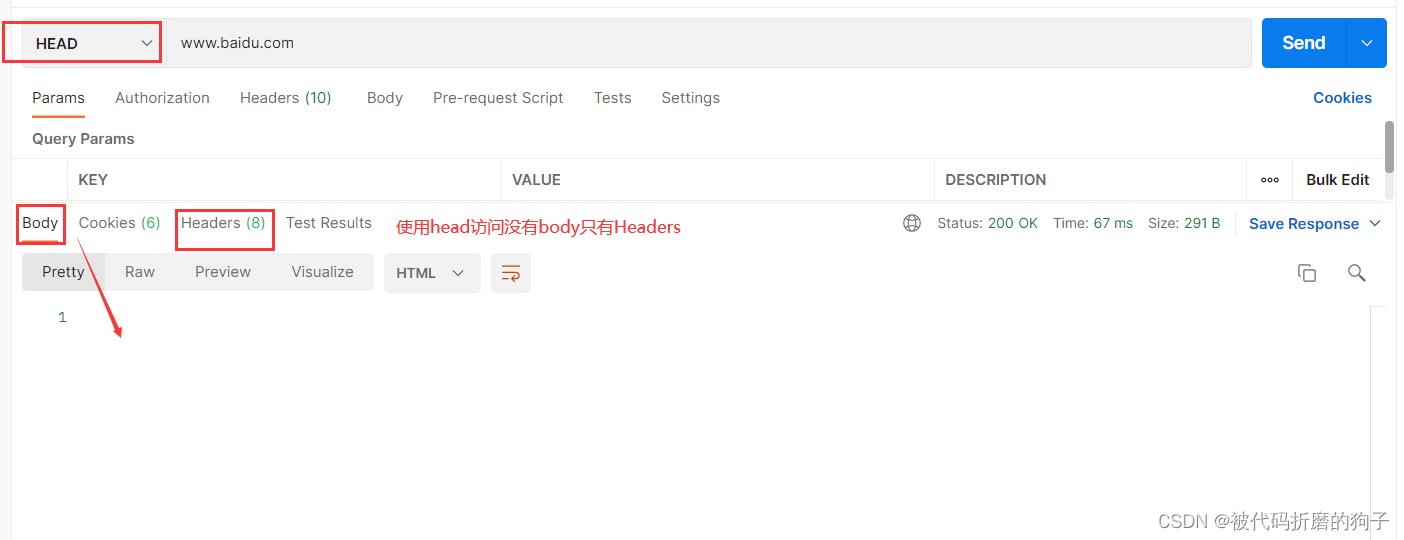 HEAD www.baidu.com Send
Params Authorization Headers (10) Body Pre-request Script Tests Settings Cookies
Query Params
KEY VALUE DESCRIPTION ooo Bulk Edit
Body Cookies (6) Headers (8) Test Results 使用head访问没有body只有Headers Status: 200 OK Time: 67 ms Size: 291 B Save Response
Pretty Raw Preview Visualize HTML
1
CSDN @被代码折磨的狗子